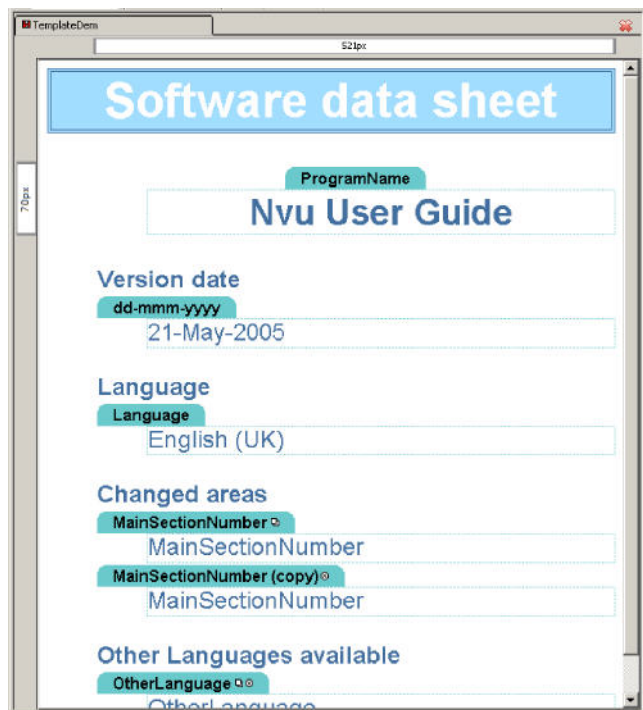 TemplateDem
521px
Software data sheet
70px
ProgramName
Nvu User Guide
Version date
dd-mmm-yyyy
21-May-2005
Language
Language
English (UK)
Changed areas
MainSectionNumber
MainSectionNumber
MainSectionNumber (copy)
MainSectionNumber
Other Languages available
OtherLanguage
OtherLanguage